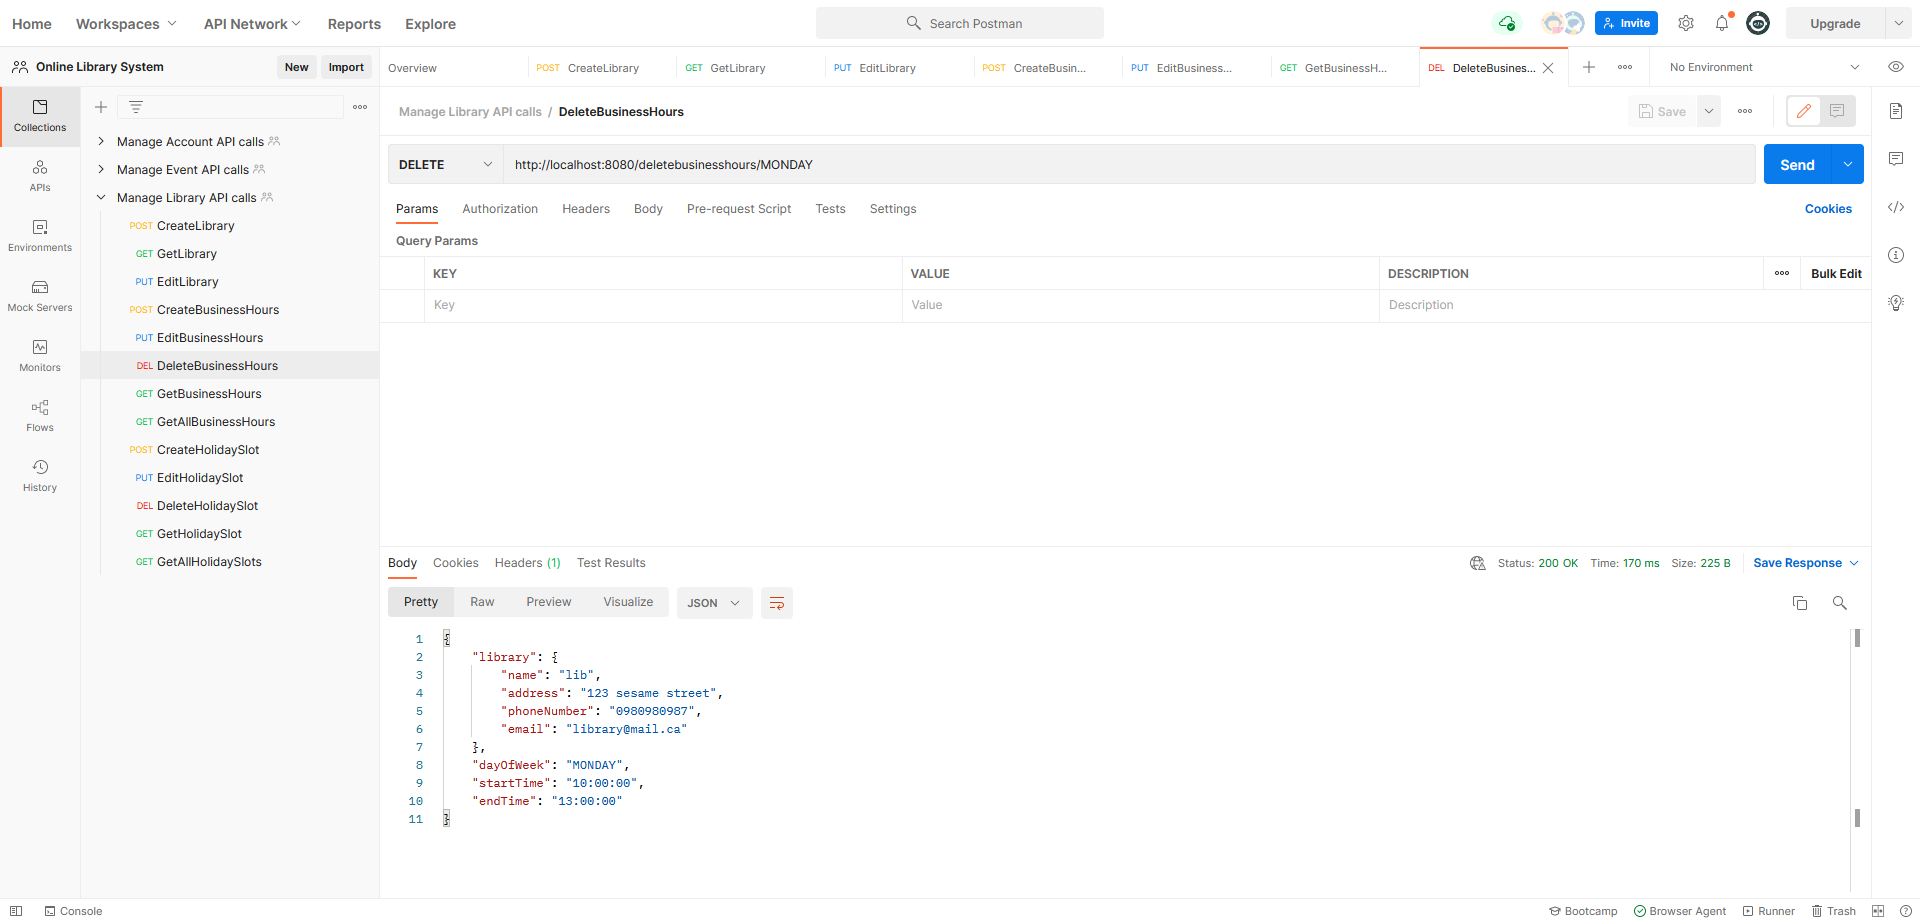 Home Workspaces API Network Reports Explore Search Postman Invite Upgrade
Online Library System New Import
Overview POST CreateLibrary GET GetLibrary PUT EditLibrary POST CreateBusin... PUT EditBusiness... GET GetBusinessH... DEL DeleteBusines... No Environment
Collections
APIs
Environments
Mock Servers
Monitors
Flows
History
Manage Account API calls
Manage Event API calls
Manage Library API calls
POST CreateLibrary
GET GetLibrary
PUT EditLibrary
POST CreateBusinessHours
PUT EditBusinessHours
DEL DeleteBusinessHours
GET GetBusinessHours
GET GetAllBusinessHours
POST CreateHolidaySlot
PUT EditHolidaySlot
DEL DeleteHolidaySlot
GET GetHolidaySlot
GET GetAllHolidaySlots
Manage Library API calls / DeleteBusinessHours Save
DELETE http://localhost:8080/deletebusinesshours/MONDAY Send
Params Authorization Headers Body Pre-request Script Tests Settings Cookies
Query Params
KEY VALUE DESCRIPTION Bulk Edit
Key Value Description
Body Cookies Headers (1) Test Results Status: 200 OK Time: 170 ms Size: 225 B Save Response
Pretty Raw Preview Visualize JSON
1 {
2 "library": {
3 "name": "lib",
4 "address": "123 sesame street",
5 "phoneNumber": "0980980987",
6 "email": "library@mail.ca"
7 },
8 "dayOfWeek": "MONDAY",
9 "startTime": "10:00:00",
10 "endTime": "13:00:00"
11 }
Console Bootcamp Browser Agent Runner Trash